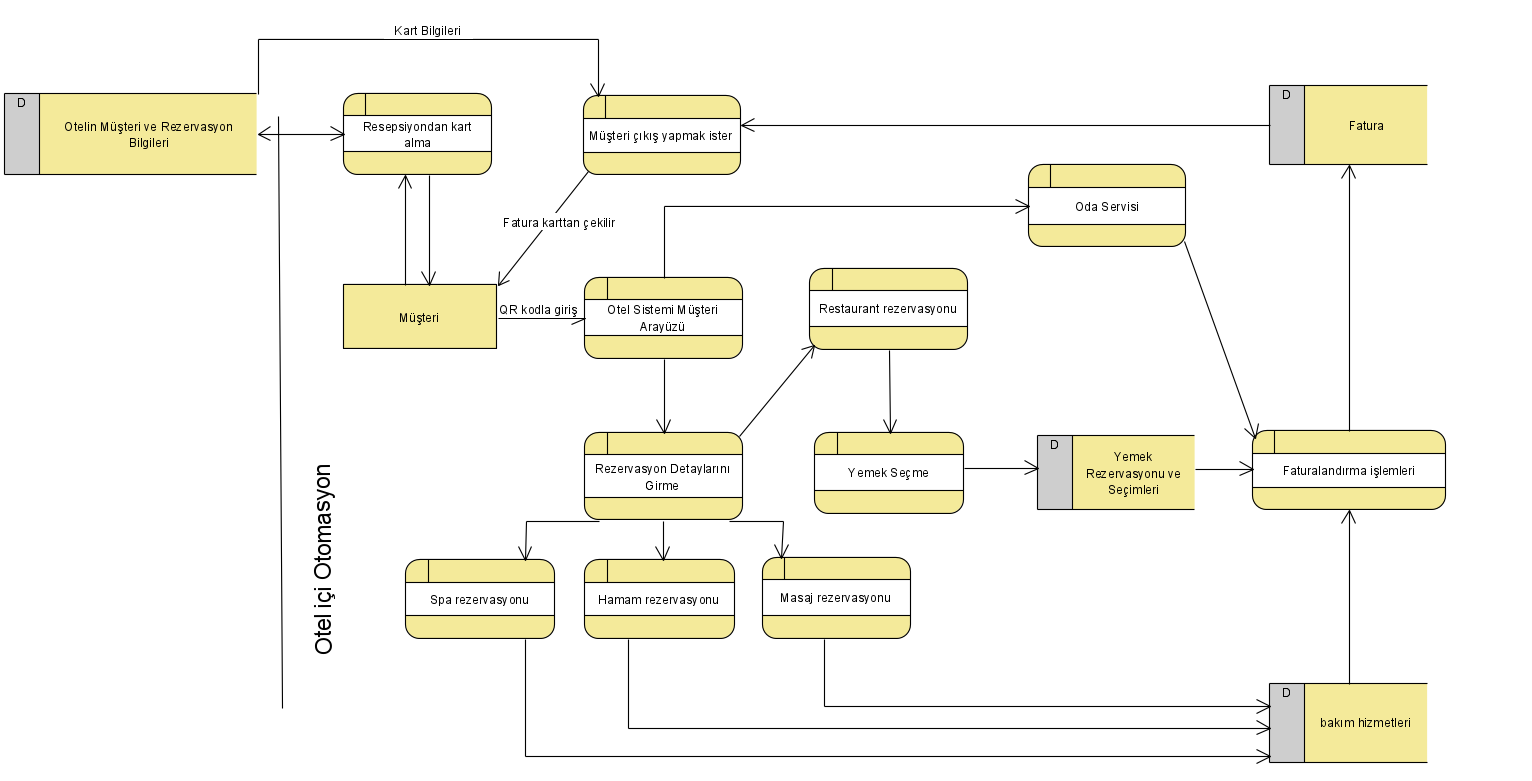 Kart Bilgileri
D
Otelin Müşteri ve Rezervasyon
Bilgileri
Resepsiyondan kart
alma
Müşteri çıkış yapmak ister
D
Fatura
Oda Servisi
Fatura karttan çekilir
Müşteri
QR kodla giriş
Otel Sistemi Müşteri
Arayüzü
Restaurant rezervasyonu
Rezervasyon Detaylarını
Girme
Yemek Seçme
D
Yemek
Rezervasyonu ve
Seçimleri
Faturalandırma işlemleri
Otel içi Otomasyon
Spa rezervasyonu
Hamam rezervasyonu
Masaj rezervasyonu
D
bakım hizmetleri